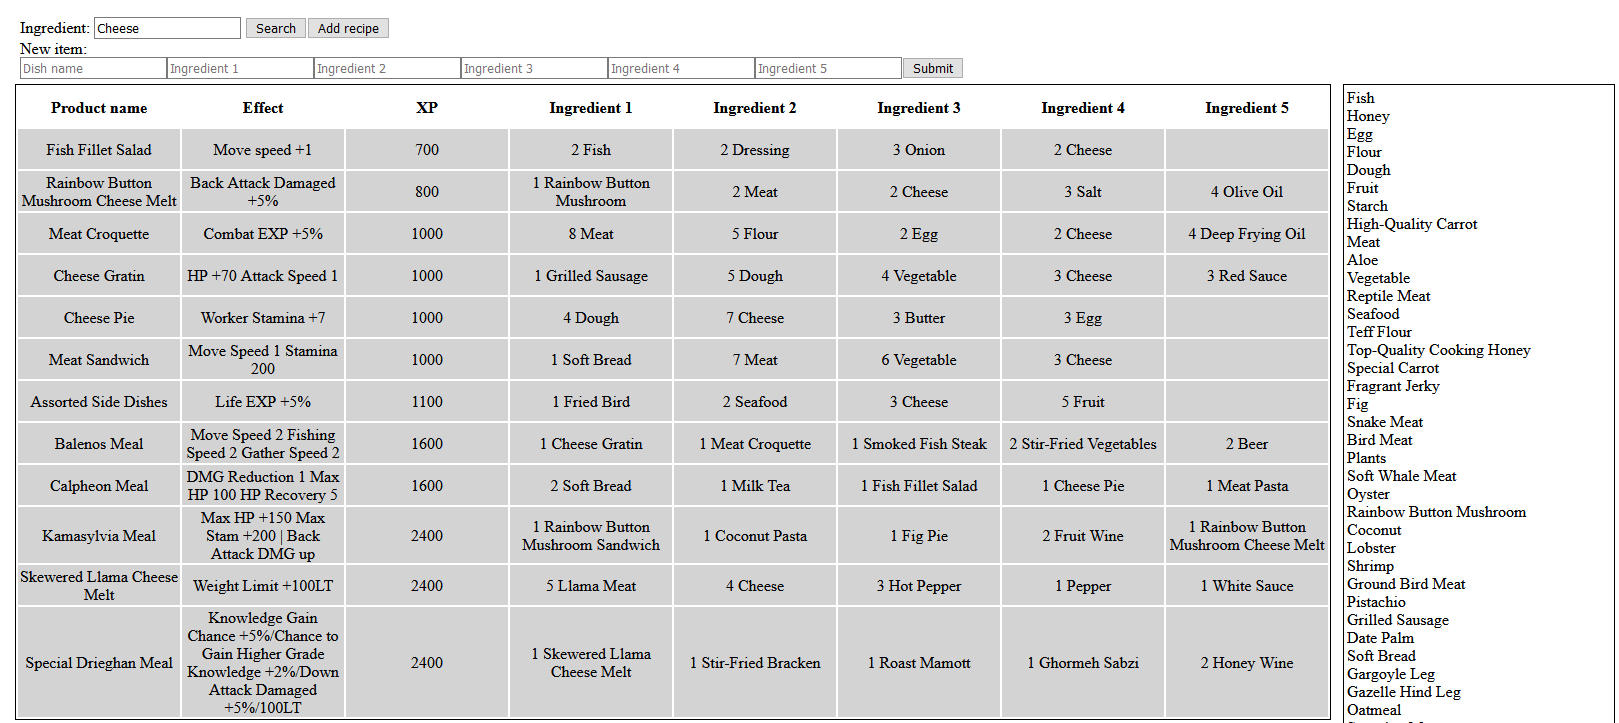 Ingredient: Cheese Search Add recipe
New item:
Dish name Ingredient 1 Ingredient 2 Ingredient 3 Ingredient 4 Ingredient 5 Submit
Product name Effect XP Ingredient 1 Ingredient 2 Ingredient 3 Ingredient 4 Ingredient 5
Fish Fillet Salad Move speed +1 700 2 Fish 2 Dressing 3 Onion 2 Cheese
Rainbow Button Mushroom Cheese Melt Back Attack Damaged +5% 800 1 Rainbow Button Mushroom 2 Meat 2 Cheese 3 Salt 4 Olive Oil
Meat Croquette Combat EXP +5% 1000 8 Meat 5 Flour 2 Egg 2 Cheese 4 Deep Frying Oil
Cheese Gratin HP +70 Attack Speed 1 1000 1 Grilled Sausage 5 Dough 4 Vegetable 3 Cheese 3 Red Sauce
Cheese Pie Worker Stamina +7 1000 4 Dough 7 Cheese 3 Butter 3 Egg
Meat Sandwich Move Speed 1 Stamina 200 1000 1 Soft Bread 7 Meat 6 Vegetable 3 Cheese
Assorted Side Dishes Life EXP +5% 1100 1 Fried Bird 2 Seafood 3 Cheese 5 Fruit
Balenos Meal Move Speed 2 Fishing Speed 2 Gather Speed 2 1600 1 Cheese Gratin 1 Meat Croquette 1 Smoked Fish Steak 2 Stir-Fried Vegetables 2 Beer
Calpheon Meal DMG Reduction 1 Max HP 100 HP Recovery 5 1600 2 Soft Bread 1 Milk Tea 1 Fish Fillet Salad 1 Cheese Pie 1 Meat Pasta
Kamasylvia Meal Max HP +150 Max Stam +200 | Back Attack DMG up 2400 1 Rainbow Button Mushroom Sandwich 1 Coconut Pasta 1 Fig Pie 2 Fruit Wine 1 Rainbow Button Mushroom Cheese Melt
Skewered Llama Cheese Melt Weight Limit +100LT 2400 5 Llama Meat 4 Cheese 3 Hot Pepper 1 Pepper 1 White Sauce
Special Drieghan Meal Knowledge Gain Chance +5%/Chance to Gain Higher Grade Knowledge +2%/Down Attack Damaged +5%/100LT 2400 1 Skewered Llama Cheese Melt 1 Stir-Fried Bracken 1 Roast Mamott 1 Ghormeh Sabzi 2 Honey Wine
Fish
Honey
Egg
Flour
Dough
Fruit
Starch
High-Quality Carrot
Meat
Aloe
Vegetable
Reptile Meat
Seafood
Teff Flour
Top-Quality Cooking Honey
Special Carrot
Fragrant Jerky
Fig
Snake Meat
Bird Meat
Plants
Soft Whale Meat
Oyster
Rainbow Button Mushroom
Coconut
Lobster
Shrimp
Ground Bird Meat
Pistachio
Grilled Sausage
Date Palm
Soft Bread
Gargoyle Leg
Gazelle Hind Leg
Oatmeal